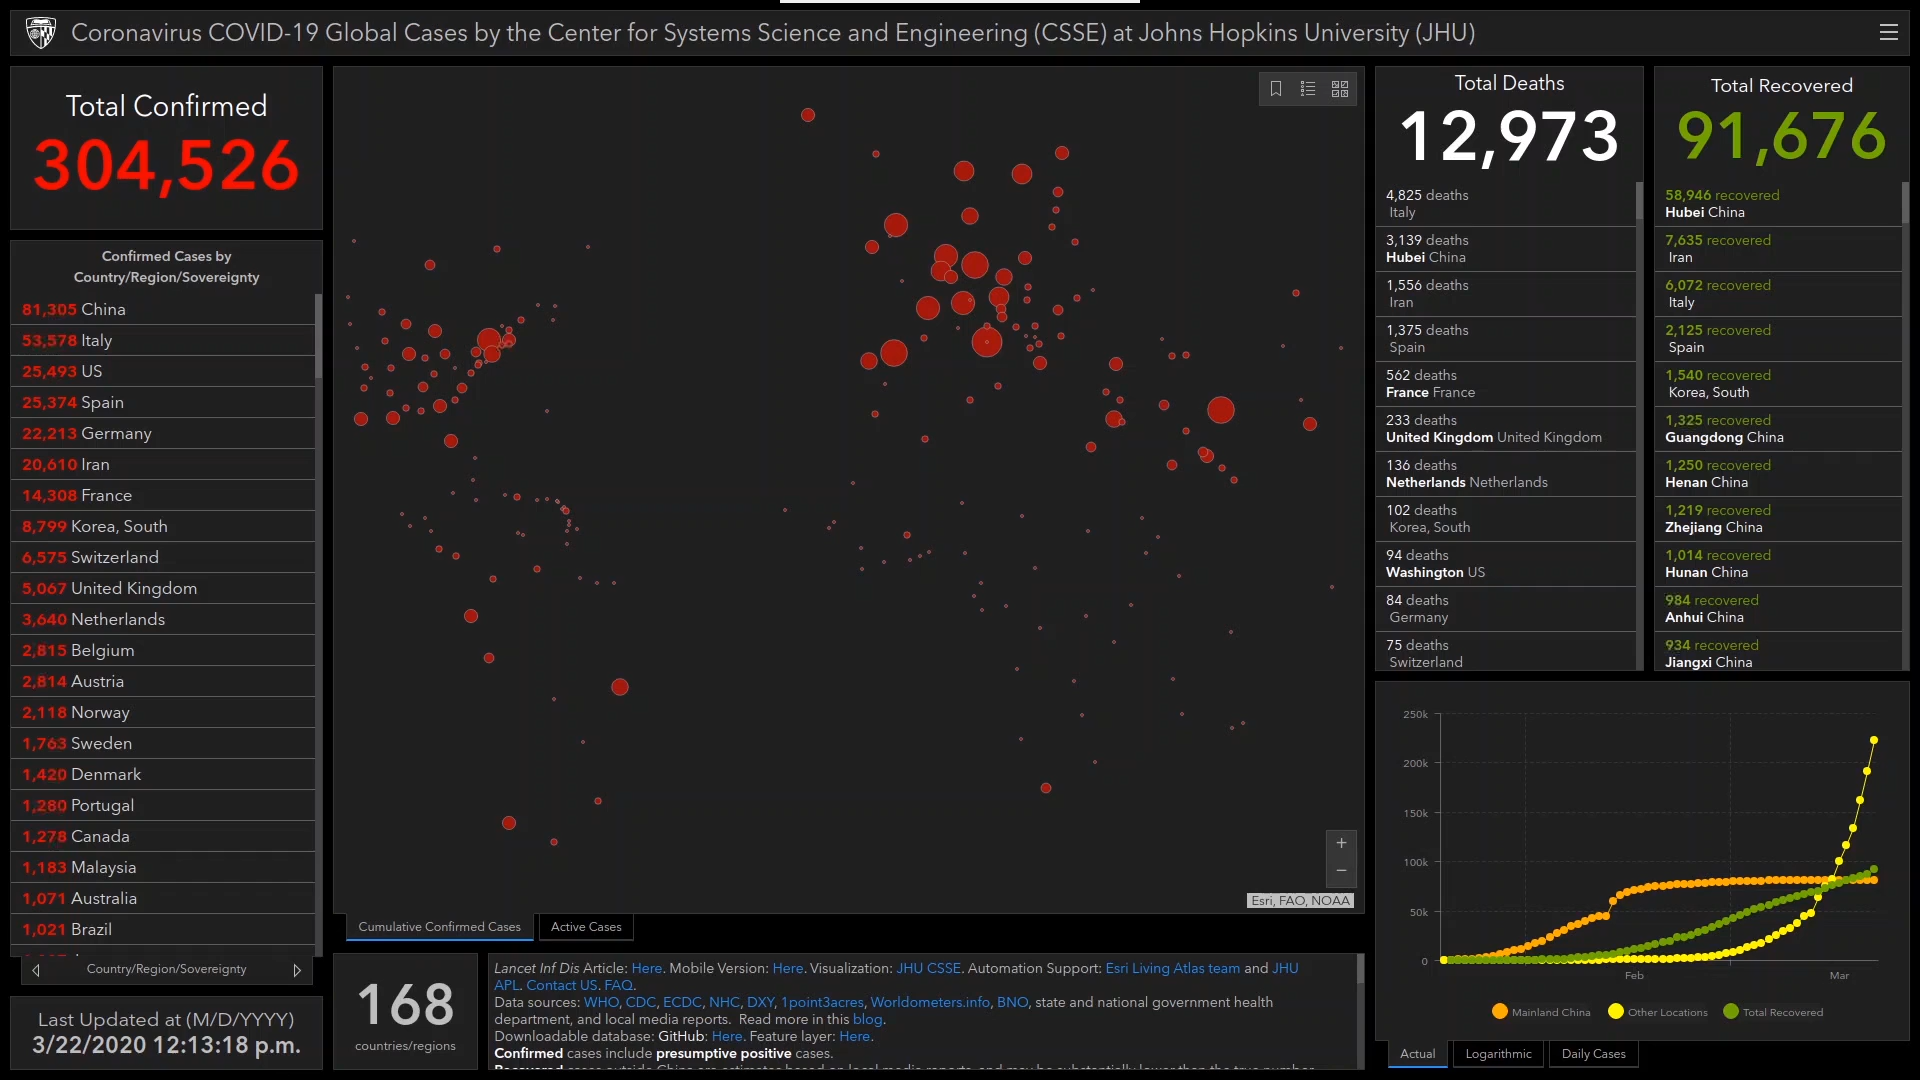 Coronavirus COVID-19 Global Cases by the Center for Systems Science and Engineering (CSSE) at Johns Hopkins University (JHU)
Total Confirmed
304,526
Confirmed Cases by
Country/Region/Sovereignty
81,305 China
53,578 Italy
25,493 US
25,374 Spain
22,213 Germany
20,610 Iran
14,308 France
8,799 Korea, South
6,575 Switzerland
5,067 United Kingdom
3,640 Netherlands
2,815 Belgium
2,814 Austria
2,118 Norway
1,763 Sweden
1,420 Denmark
1,280 Portugal
1,278 Canada
1,183 Malaysia
1,071 Australia
1,021 Brazil
Country/Region/Sovereignty
Last Updated at (M/D/YYYY)
3/22/2020 12:13:18 p.m.
+
−
Esri, FAO, NOAA
Cumulative Confirmed Cases
Active Cases
168
countries/regions
Lancet Inf Dis Article: Here. Mobile Version: Here. Visualization: JHU CSSE. Automation Support: Esri Living Atlas team and JHU
APL. Contact US. FAQ.
Data sources: WHO, CDC, ECDC, NHC, DXY, 1point3acres, Worldometers.info, BNO, state and national government health
department, and local media reports.  Read more in this blog.
Downloadable database: GitHub: Here. Feature layer: Here.
Confirmed cases include presumptive positive cases.
Total Deaths
12,973
4,825 deaths
Italy
3,139 deaths
Hubei China
1,556 deaths
Iran
1,375 deaths
Spain
562 deaths
France France
233 deaths
United Kingdom United Kingdom
136 deaths
Netherlands Netherlands
102 deaths
Korea, South
94 deaths
Washington US
84 deaths
Germany
75 deaths
Switzerland
Total Recovered
91,676
58,946 recovered
Hubei China
7,635 recovered
Iran
6,072 recovered
Italy
2,125 recovered
Spain
1,540 recovered
Korea, South
1,325 recovered
Guangdong China
1,250 recovered
Henan China
1,219 recovered
Zhejiang China
1,014 recovered
Hunan China
984 recovered
Anhui China
934 recovered
Jiangxi China
250k
200k
150k
100k
50k
0
Feb
Mar
Mainland China
Other Locations
Total Recovered
Actual
Logarithmic
Daily Cases